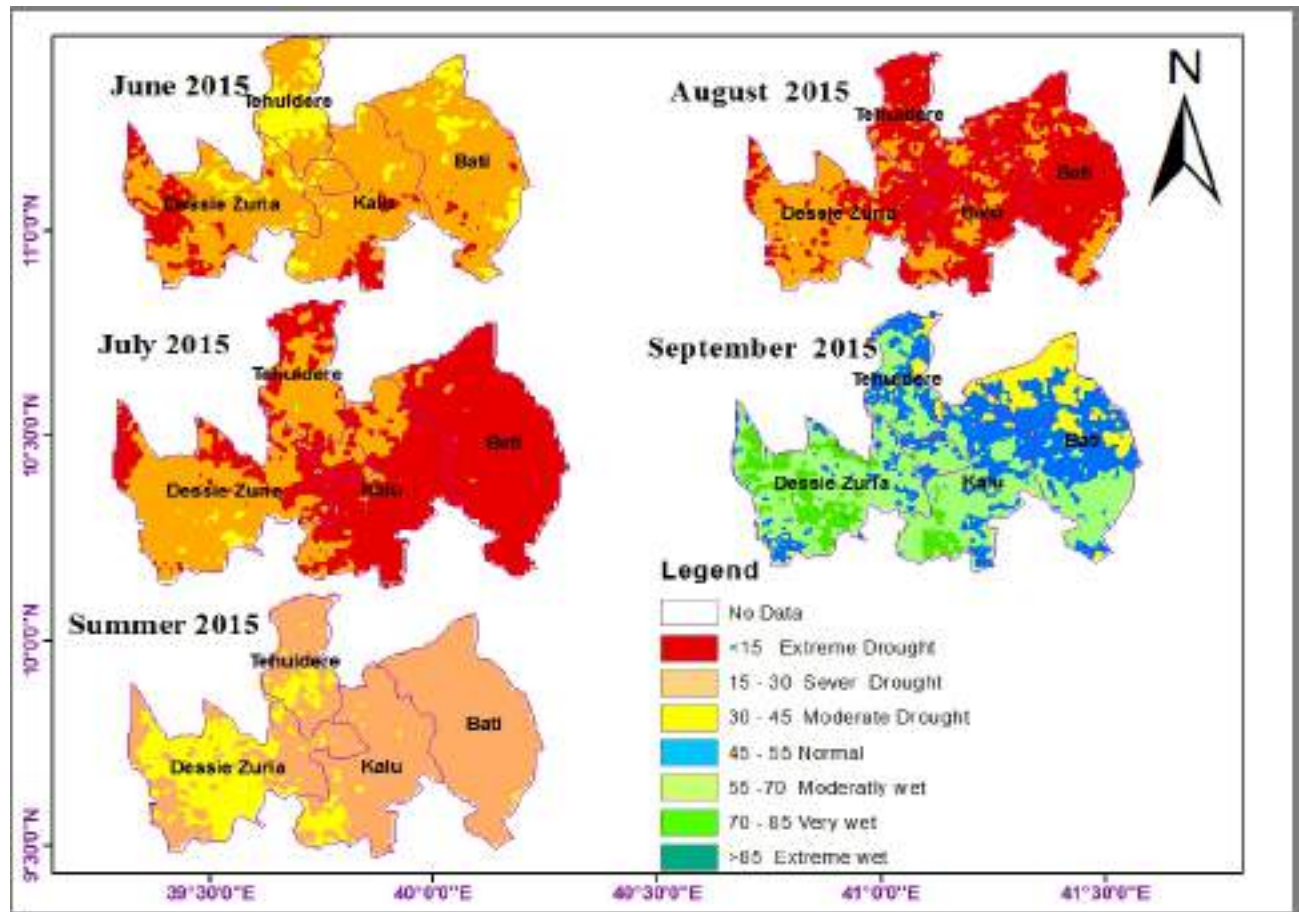 June 2015
Tehuldere
Bati
Dessie Zuria
Kalu
August 2015
Tehuldere
Bati
Dessie Zuria
Kalu
N
July 2015
Tehuldere
Bati
Dessie Zuria
Kalu
September 2015
Tehuldere
Bati
Dessie Zuria
Kalu
Summer 2015
Tehuldere
Bati
Dessie Zuria
Kalu
Legend
No Data
<15 Extreme Drought
15 - 30 Sever Drought
30 - 45 Moderate Drought
45 - 55 Normal
55 -70 Moderatly wet
70 - 85 Very wet
>85 Extreme wet
11°0'0"N
10°30'0"N
10°0'0"N
9°30'0"N
39°30'0"E
40°0'0"E
40°30'0"E
41°0'0"E
41°30'0"E